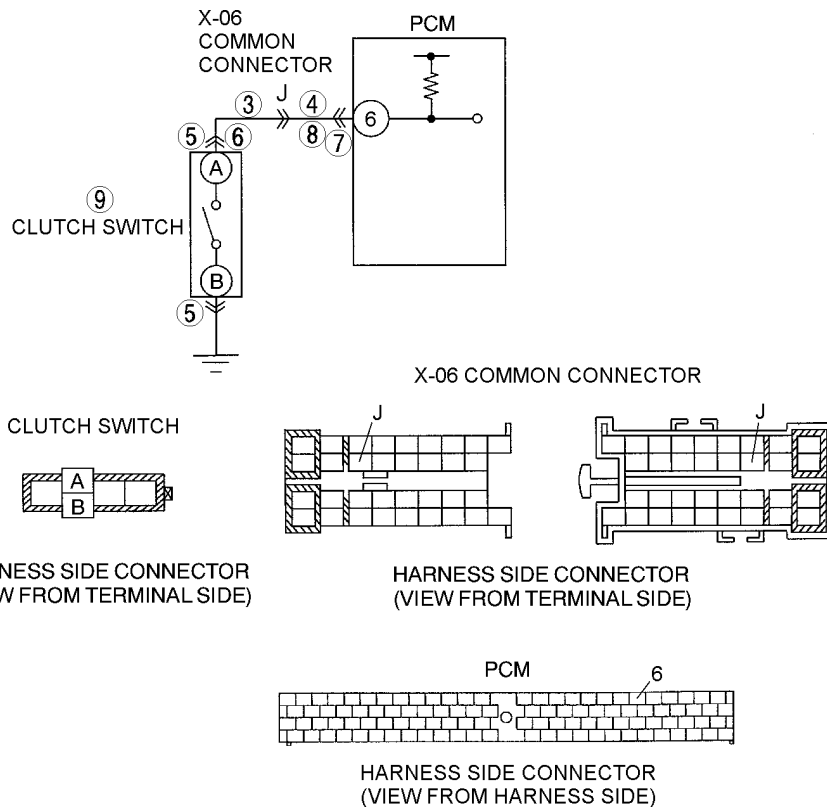 X-06
COMMON
CONNECTOR
PCM
3
J
4
6
8
7
5
6
A
9
CLUTCH SWITCH
B
5
X-06 COMMON CONNECTOR
CLUTCH SWITCH
J
J
A
B
NESS SIDE CONNECTOR
W FROM TERMINAL SIDE)
HARNESS SIDE CONNECTOR
(VIEW FROM TERMINAL SIDE)
PCM
6
HARNESS SIDE CONNECTOR
(VIEW FROM HARNESS SIDE)